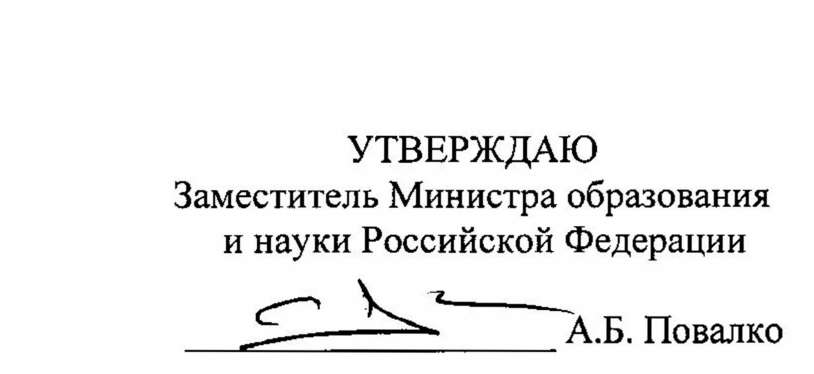 УТВЕРЖДАЮ
Заместитель Министра образования
и науки Российской Федерации
А.Б. Повалко